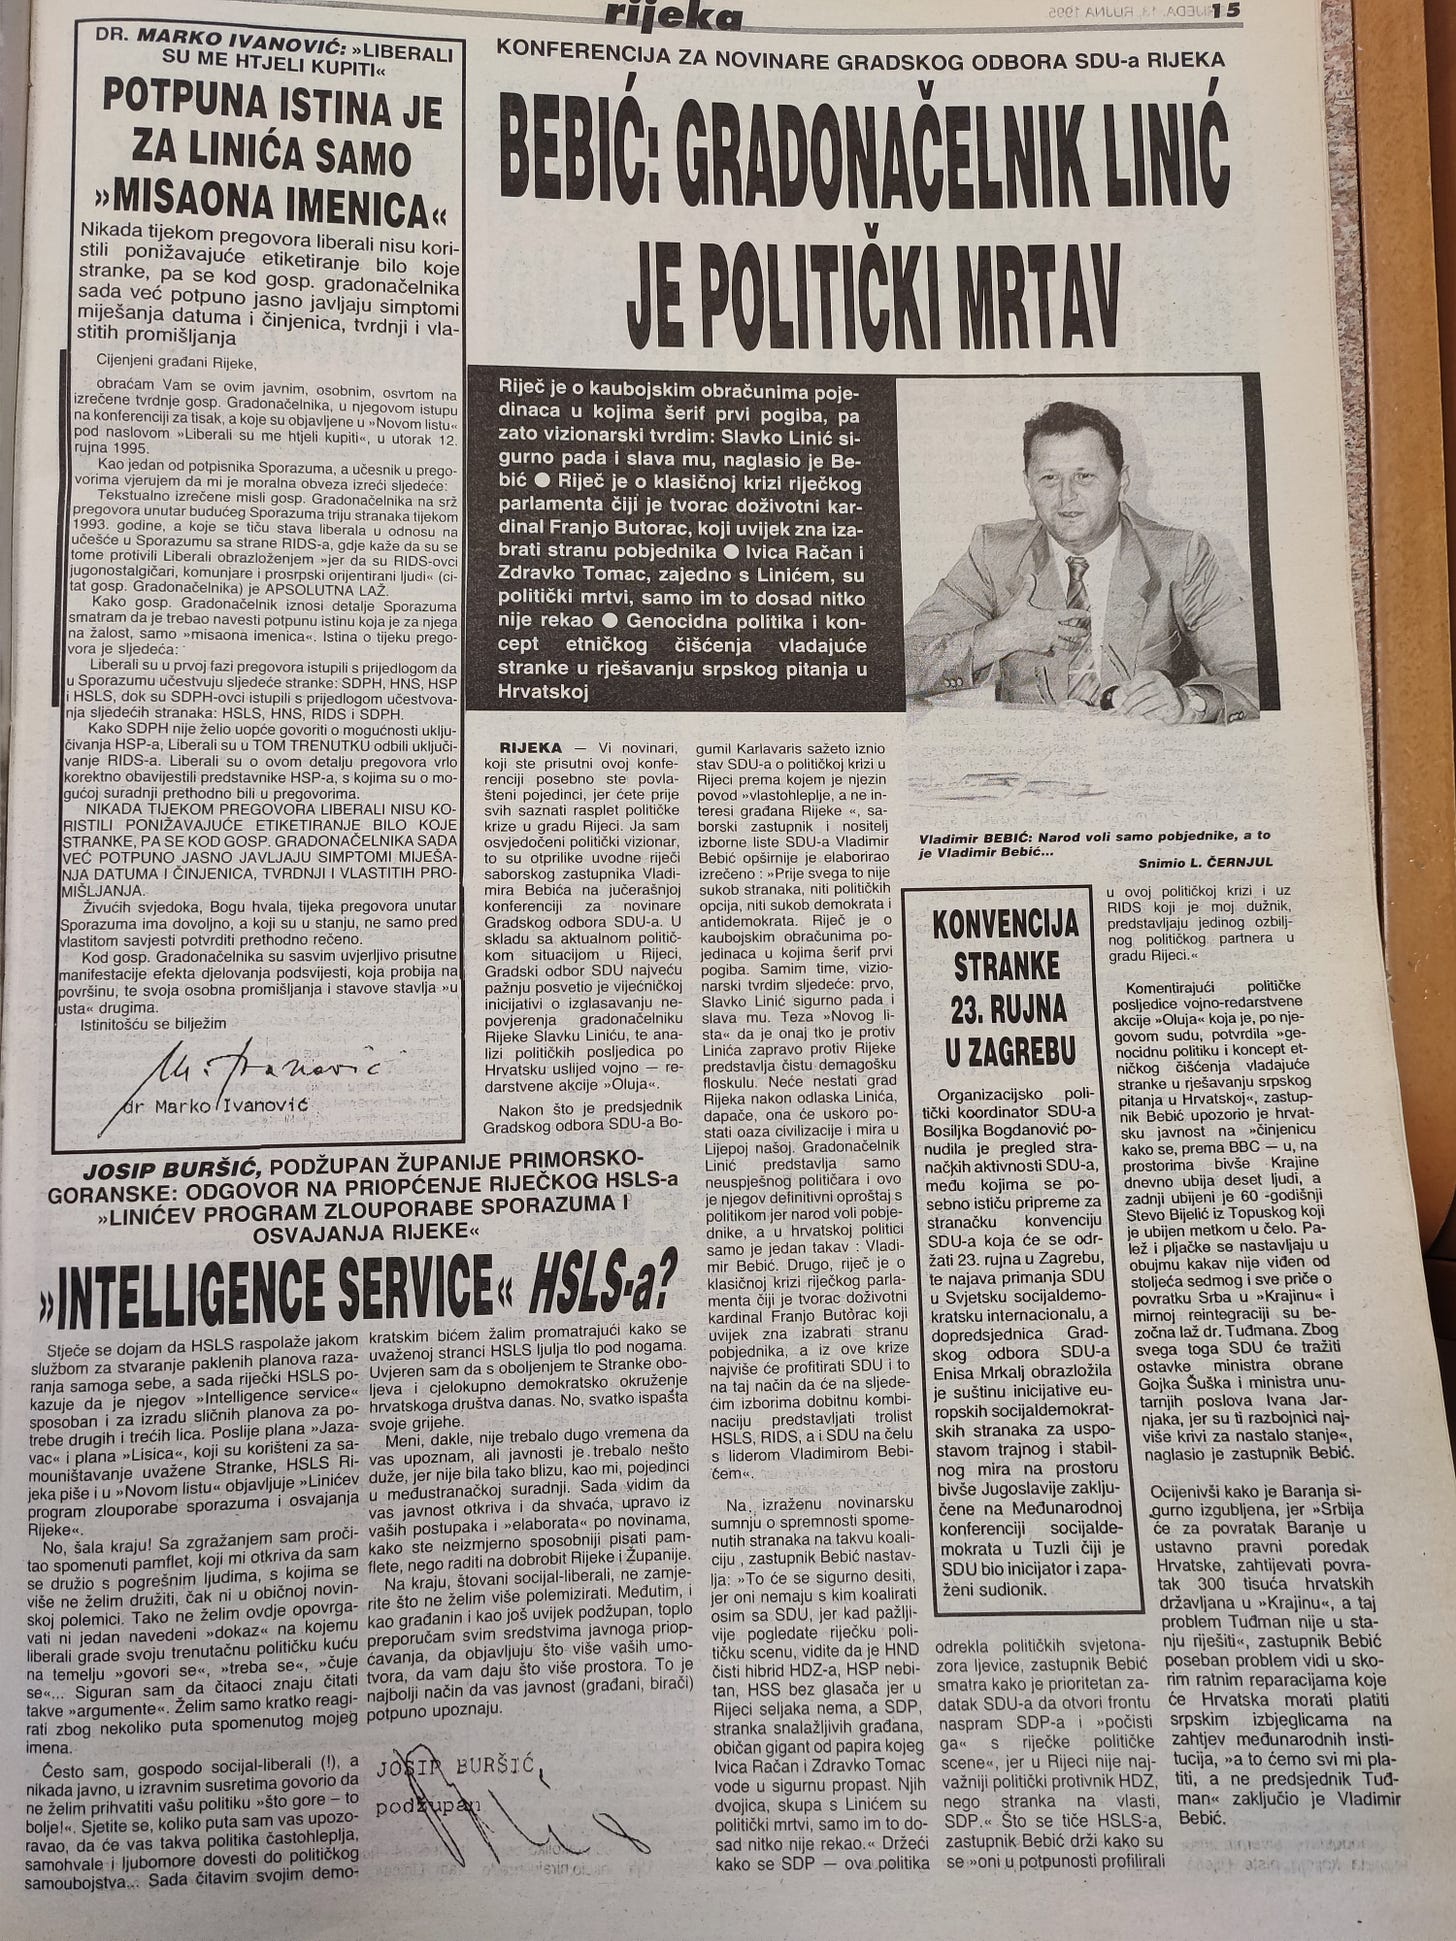 rijeka
15
DR. MARKO IVANOVIĆ: »LIBERALI
SU ME HTJELI KUPITI«
POTPUNA ISTINA JE
ZA LINIĆA SAMO
»MISAONA IMENICA«
Nikada tijekom pregovora liberali nisu kori-
stili ponižavajuće etiketiranje bilo koje
stranke, pa se kod gosp. gradonačelnika
sada već potpuno jasno javljaju simptomi
miješanja datuma i činjenica, tvrdnji i vla-
stitih promišljanja
Cijenjeni građani Rijeke,
obraćam Vam se ovim javnim, osobnim, osvrtom na
izrečene tvrdnje gosp. Gradonačelnika, u njegovom istupu
na konferenciji za tisak, a koje su objavljene u »Novom listu«
pod naslovom »Liberali su me htjeli kupiti«, u utorak 12.
rujna 1995.
Kao jedan od potpisnika Sporazuma, a učesnik u prego-
vorima vjerujem da mi je moralna obveza izreći sljedeće:
Tekstualno izrečene misli gosp. Gradonačelnika na srž
pregovora unutar budućeg Sporazuma triju stranaka tijekom
1993. godine, a koje se tiču stava liberala u odnosu na
učešće u Sporazumu sa strane RIDS-a, gdje kaže da su se
tome protivili Liberali obrazloženjem »jer da su RIDS-ovci
jugonostalgičari, komunjare i prosrpski orijentirani ljudi« (ci-
tat gosp. Gradonačelnika) je APSOLUTNA LAŽ.
Kako gosp. Gradonačelnik iznosi detalje Sporazuma
smatram da je trebao navesti potpunu istinu koja je za njega
na žalost, samo »misaona imenica«. Istina o tijeku prego-
vora je sljedeća:
Liberali su u prvoj fazi pregovora istupili s prijedlogom da
u Sporazumu učestvuju sljedeće stranke: SDPH, HNS, HSP
i HSLS, dok su SDPH-ovci istupili s prijedlogom učestvova-
nja sljedećih stranaka: HSLS, HNS, RIDS i SDPH.
Kako SDPH nije želio uopće govoriti o mogućnosti uklju-
čivanja HSP-a, Liberali su u TOM TRENUTKU odbili uključi-
vanje RIDS-a. Liberali su o ovom detalju pregovora vrlo
korektno obavijestili predstavnike HSP-a, s kojima su o mo-
gućoj suradnji prethodno bili u pregovorima.
NIKADA TIJEKOM PREGOVORA LIBERALI NISU KO-
RISTILI PONIŽAVAJUĆE ETIKETIRANJE BILO KOJE
STRANKE, PA SE KOD GOSP. GRADONAČELNIKA SADA
VEĆ POTPUNO JASNO JAVLJAJU SIMPTOMI MIJEŠA-
NJA DATUMA I ČINJENICA, TVRDNJI I VLASTITIH PRO-
MIŠLJANJA.
Živućih svjedoka, Bogu hvala, tijeka pregovora unutar
Sporazuma ima dovoljno, a koji su u stanju, ne samo pred
vlastitom savjesti potvrditi prethodno rečeno.
Kod gosp. Gradonačelnika su sasvim uvjerljivo prisutne
manifestacije efekta djelovanja podsvijesti, koja probija na
površinu, te svoja osobna promišljanja i stavove stavlja »u
usta« drugima.
Istinitošću se bilježim
dr Marko Ivanović
KONFERENCIJA ZA NOVINARE GRADSKOG ODBORA SDU-a RIJEKA
BEBIĆ: GRADONAČELNIK LINIĆ
JE POLITIČKI MRTAV
Riječ je o kaubojskim obračunima poje-
dinaca u kojima šerif prvi pogiba, pa
zato vizionarski tvrdim: Slavko Linić si-
gurno pada i slava mu, naglasio je Be-
bić ● Riječ je o klasičnoj krizi riječkog
parlamenta čiji je tvorac doživotni kar-
dinal Franjo Butorac, koji uvijek zna iza-
brati stranu pobjednika ● Ivica Račan i
Zdravko Tomac, zajedno s Linićem, su
politički mrtvi, samo im to dosad nitko
nije rekao ● Genocidna politika i kon-
cept etničkog čišćenja vladajuće
stranke u rješavanju srpskog pitanja u
Hrvatskoj
Vladimir BEBIĆ: Narod voli samo pobjednike, a to
je Vladimir Bebić...
Snimio L. ČERNJUL
RIJEKA — Vi novinari,
koji ste prisutni ovoj konfe-
renciji posebno ste povla-
šteni pojedinci, jer ćete prije
svih saznati rasplet političke
krize u gradu Rijeci. Ja sam
osvjedočeni politički vizionar,
to su otprilike uvodne riječi
saborskog zastupnika Vladi-
mira Bebića na jučerašnjoj
konferenciji za novinare
Gradskog odbora SDU-a. U
skladu sa aktualnom politič-
kom situacijom u Rijeci,
Gradski odbor SDU najveću
pažnju posvetio je vijećničkoj
inicijativi o izglasavanju ne-
povjerenja gradonačelniku
Rijeke Slavku Liniću, te ana-
lizi političkih posljedica po
Hrvatsku uslijed vojno — re-
darstvene akcije »Oluja«.
Nakon što je predsjednik
Gradskog odbora SDU-a Bo-
gumil Karlavaris sažeto iznio
stav SDU-a o političkoj krizi u
Rijeci prema kojem je njezin
povod »vlastohleplje, a ne in-
teresi građana Rijeke «, sa-
borski zastupnik i nositelj
izborne liste SDU-a Vladimir
Bebić opširnije je elaborirao
izrečeno : »Prije svega to nije
sukob stranaka, niti političkih
opcija, niti sukob demokrata i
antidemokrata. Riječ je o
kaubojskim obračunima po-
jedinaca u kojima šerif prvi
pogiba. Samim time, vizio-
narski tvrdim sljedeće: prvo,
Slavko Linić sigurno pada i
slava mu. Teza »Novog li-
sta« da je onaj tko je protiv
Linića zapravo protiv Rijeke
predstavlja čistu demagošku
floskulu. Neće nestati grad
Rijeka nakon odlaska Linića,
dapače, ona će uskoro po-
stati oaza civilizacije i mira u
Lijepoj našoj. Gradonačelnik
Linić predstavlja samo
neuspješnog političara i ovo
je njegov definitivni oproštaj s
politikom jer narod voli pobje-
dnike, a u hrvatskoj politici
samo je jedan takav : Vladi-
mir Bebić. Drugo, riječ je o
klasičnoj krizi riječkog parla-
menta čiji je tvorac doživotni
kardinal Franjo Butorac koji
uvijek zna izabrati stranu
pobjednika, a iz ove krize
najviše će profitirati SDU i to
na taj način da će na sljede-
ćim izborima dobitnu kombi-
naciju predstavljati trolist
HSLS, RIDS, a i SDU na čelu
s liderom Vladimirom Bebi-
ćem«.
Na izraženu novinarsku
sumnju o spremnosti spome-
nutih stranaka na takvu koali-
ciju , zastupnik Bebić nastav-
lja: »To će se sigurno desiti,
jer oni nemaju s kim koalirati
osim sa SDU, jer kad pažlji-
vije pogledate riječku poli-
tičku scenu, vidite da je HND
čisti hibrid HDZ-a, HSP nebi-
tan, HSS bez glasača jer u
Rijeci seljaka nema, a SDP,
stranka snalažljivih građana,
običan gigant od papira kojeg
Ivica Račan i Zdravko Tomac
vode u sigurnu propast. Njih
dvojica, skupa s Linićem su
politički mrtvi, samo im to do-
sad nitko nije rekao.« Držeći
kako se SDP — ova politika
odrekla političkih svjetona-
zora ljevice, zastupnik Bebić
smatra kako je prioritetan za-
datak SDU-a da otvori frontu
naspram SDP-a i »počisti
ga« s riječke političke
scene«, jer u Rijeci nije naj-
važniji politički protivnik HDZ,
nego stranka na vlasti,
SDP.« Što se tiče HSLS-a,
zastupnik Bebić drži kako su
se »oni u potpunosti profilirali
u ovoj političkoj krizi i uz
RIDS koji je moj dužnik,
predstavljaju jedinog ozbilj-
nog političkog partnera u
gradu Rijeci.«
Komentirajući političke
posljedice vojno-redarstvene
akcije »Oluja« koja je, po nje-
govom sudu, potvrdila »ge-
nocidnu politiku i koncept et-
ničkog čišćenja vladajuće
stranke u rješavanju srpskog
pitanja u Hrvatskoj«, zastup-
nik Bebić upozorio je hrvat-
sku javnost na »činjenicu
kako se, prema BBC — u, na
prostorima bivše Krajine
dnevno ubija deset ljudi, a
zadnji ubijeni je 60 -godišnji
Stevo Bijelić iz Topuskog koji
je ubijen metkom u čelo. Pa-
lež i pljačke se nastavljaju u
obujmu kakav nije viđen od
stoljeća sedmog i sve priče o
povratku Srba u »Krajinu« i
mirnoj reintegraciji su be-
zočna laž dr. Tuđmana. Zbog
svega toga SDU će tražiti
ostavke ministra obrane
Gojka Šuška i ministra unu-
tarnjih poslova Ivana Jar-
njaka, jer su ti razbojnici naj-
više krivi za nastalo stanje«,
naglasio je zastupnik Bebić.
Ocijenivši kako je Baranja si-
gurno izgubljena, jer »Srbija
će za povratak Baranje u
ustavno pravni poredak
Hrvatske, zahtijevati povra-
tak 300 tisuća hrvatskih
državljana u »Krajinu«, a taj
problem Tuđman nije u sta-
nju riješiti«, zastupnik Bebić
poseban problem vidi u sko-
rim ratnim reparacijama koje
će Hrvatska morati platiti
srpskim izbjeglicama na
zahtjev međunarodnih insti-
tucija, »a to ćemo svi mi pla-
titi, a ne predsjednik Tuđ-
man« zaključio je Vladimir
Bebić.
KONVENCIJA
STRANKE
23. RUJNA
U ZAGREBU
Organizacijsko poli-
tički koordinator SDU-a
Bosiljka Bogdanović po-
nudila je pregled stra-
načkih aktivnosti SDU-a,
među kojima se po-
sebno ističu pripreme za
stranačku konvenciju
SDU-a koja će se odr-
žati 23. rujna u Zagrebu,
te najava primanja SDU
u Svjetsku socijaldemo-
kratsku internacionalu, a
dopredsjednica Grad-
skog odbora SDU-a
Enisa Mrkalj obrazložila
je suštinu inicijative eu-
ropskih socijaldemokrat-
skih stranaka za uspo-
stavom trajnog i stabil-
nog mira na prostoru
bivše Jugoslavije zaklju-
čene na Međunarodnoj
konferenciji socijalde-
mokrata u Tuzli čiji je
SDU bio inicijator i zapa-
ženi sudionik.
JOSIP BURŠIĆ, PODŽUPAN ŽUPANIJE PRIMORSKO-
GORANSKE: ODGOVOR NA PRIOPĆENJE RIJEČKOG HSLS-a
»LINIĆEV PROGRAM ZLOUPORABE SPORAZUMA I
OSVAJANJA RIJEKE«
»INTELLIGENCE SERVICE« HSLS-a?
Stječe se dojam da HSLS raspolaže jakom
službom za stvaranje paklenih planova raza-
ranja samoga sebe, a sada riječki HSLS po-
kazuje da je njegov »Intelligence service«
sposoban i za izradu sličnih planova za po-
trebe drugih i trećih lica. Poslije plana »Jaza-
vac« i plana »Lisica«, koji su korišteni za sa-
mouništavanje uvažene Stranke, HSLS Ri-
jeka piše i u »Novom listu« objavljuje »Linićev
program zlouporabe sporazuma i osvajanja
Rijeke«.
No, šala kraju! Sa zgražanjem sam proči-
tao spomenuti pamflet, koji mi otkriva da sam
se družio s pogrešnim ljudima, s kojima se
više ne želim družiti, čak ni u običnoj novin-
skoj polemici. Tako ne želim ovdje opovrga-
vati ni jedan navedeni »dokaz« na kojemu
liberali grade svoju trenutačnu političku kuću
na temelju »govori se«, »treba se«, »čuje
se«... Siguran sam da čitaoci znaju čitati
takve »argumente«. Želim samo kratko reagi-
rati zbog nekoliko puta spomenutog mojeg
imena.
Često sam, gospodo socijal-liberali (!), a
nikada javno, u izravnim susretima govorio da
ne želim prihvatiti vašu politiku »što gore – to
bolje!«. Sjetite se, koliko puta sam vas upozo-
ravao, da će vas takva politika častohleplja,
samohvale i ljubomore dovesti do političkog
samoubojstva... Sada čitavim svojim demo-
kratskim bićem žalim promatrajući kako se
uvaženoj stranci HSLS ljulja tlo pod nogama.
Uvjeren sam da s oboljenjem te Stranke obo-
ljeva i cjelokupno demokratsko okruženje
hrvatskoga društva danas. No, svatko ispašta
svoje grijehe.
Meni, dakle, nije trebalo dugo vremena da
vas upoznam, ali javnosti je trebalo nešto
duže, jer nije bila tako blizu, kao mi, pojedinci
u međustranačkoj suradnji. Sada vidim da
vas javnost otkriva i da shvaća, upravo iz
vaših postupaka i »elaborata« po novinama,
kako ste neizmjerno sposobniji pisati pam-
flete, nego raditi na dobrobit Rijeke i Županije.
Na kraju, štovani socijal-liberali, ne zamje-
rite što ne želim više polemizirati. Međutim, i
kao građanin i kao još uvijek podžupan, toplo
preporučam svim sredstvima javnoga priop-
ćavanja, da objavljuju što više vaših umo-
tvora, da vam daju što više prostora. To je
najbolji način da vas javnost (građani, birači)
potpuno upoznaju.
JOSIP BURŠIĆ,
podžupan